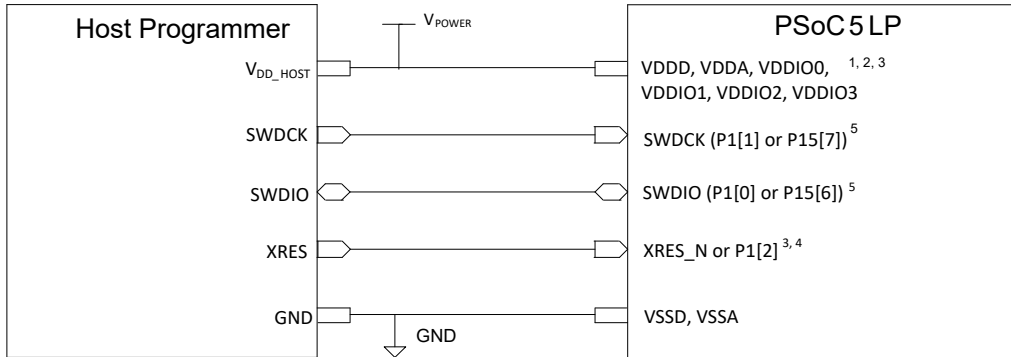 Host Programmer
V_POWER
PSoC 5 LP
V_DD_HOST
VDDD, VDDA, VDDIO0, 1, 2, 3
VDDIO1, VDDIO2, VDDIO3
SWDCK
SWDCK (P1[1] or P15[7]) 5
SWDIO
SWDIO (P1[0] or P15[6]) 5
XRES
XRES_N or P1[2] 3, 4
GND
GND
VSSD, VSSA